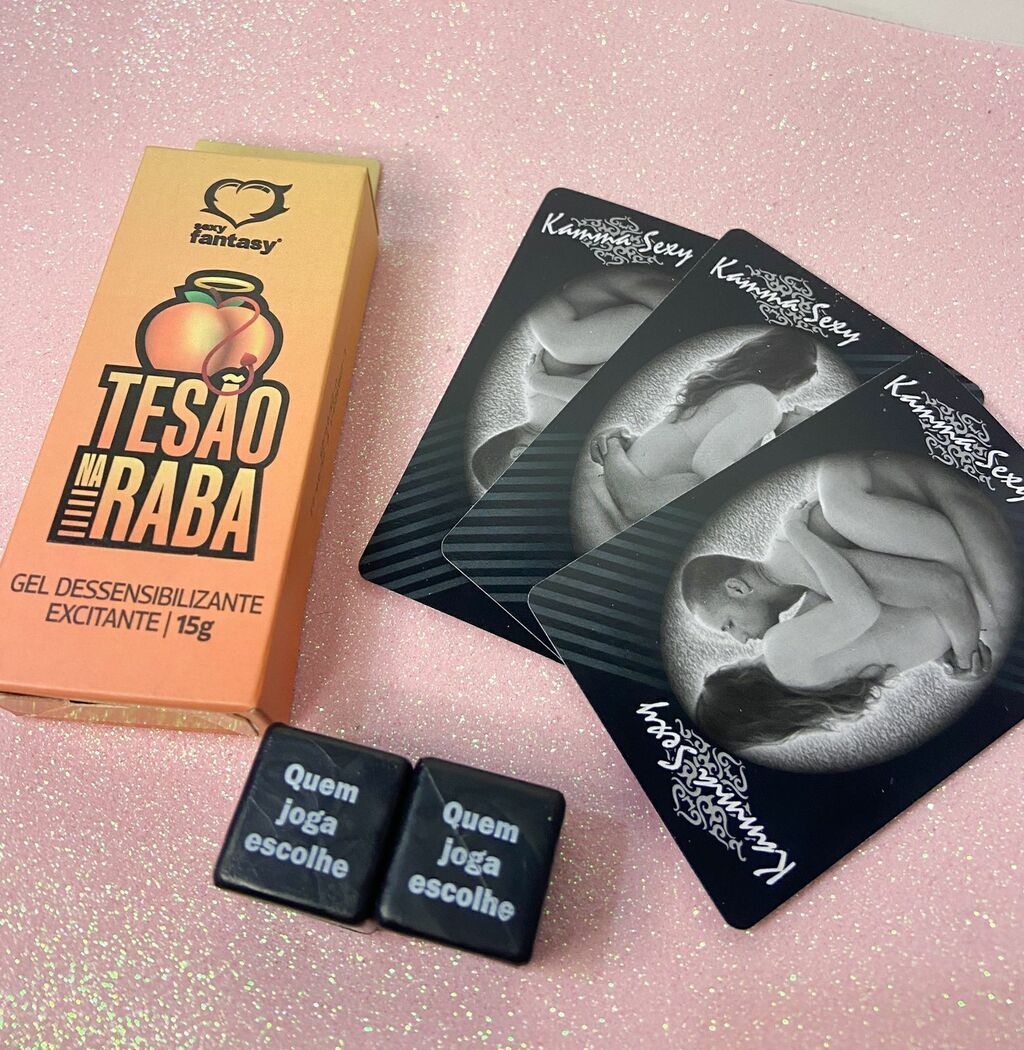 sexy
fantasy
TESÃO
NA
RABA
GEL DESSENSIBILIZANTE
EXCITANTE | 15g
Kamma Sexy
Kamma Sexy
Kamma Sexy
Kamma Sexy
Quem
joga
escolhe
Quem
joga
escolhe